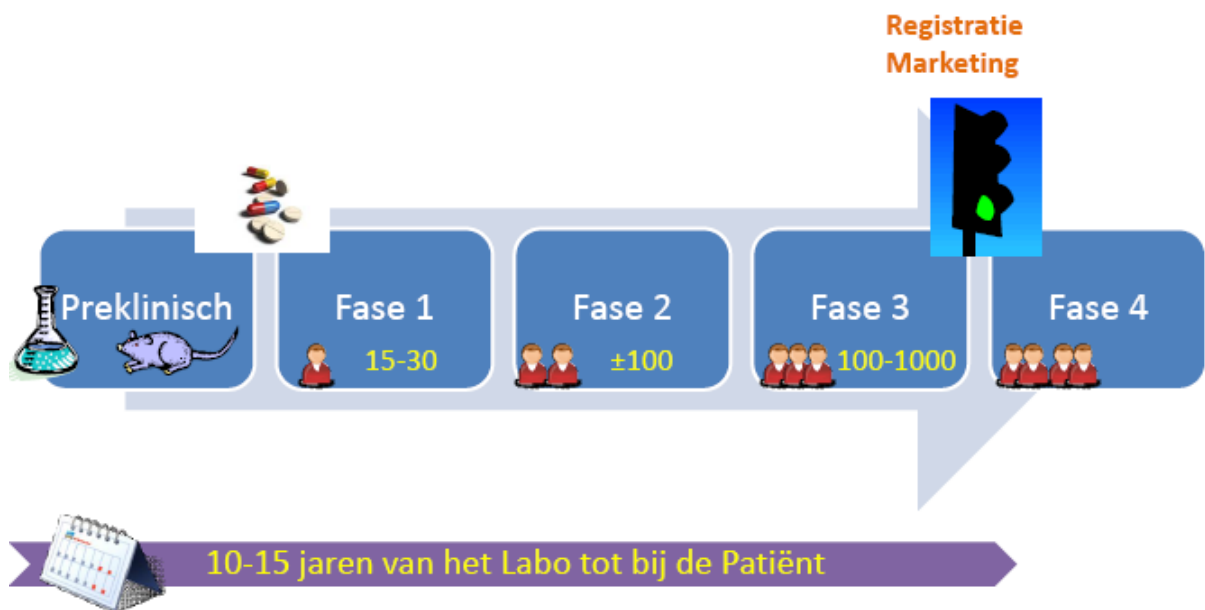 Registratie
Marketing
Preklinisch
Fase 1
15-30
Fase 2
±100
Fase 3
100-1000
Fase 4
10-15 jaren van het Labo tot bij de Patiënt